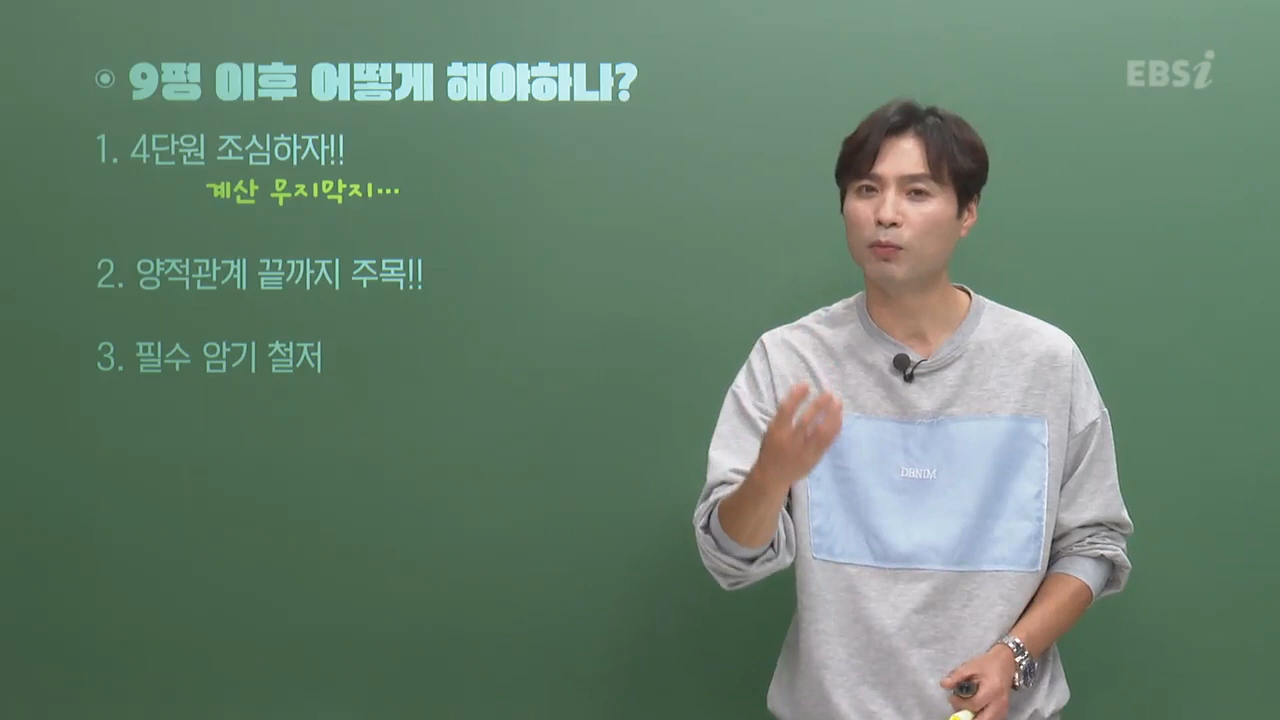 ◉ 9평 이후 어떻게 해야하나?
EBSi
1. 4단원 조심하자!!
계산 무지막지…
2. 양적관계 끝까지 주목!!
3. 필수 암기 철저
DENIM